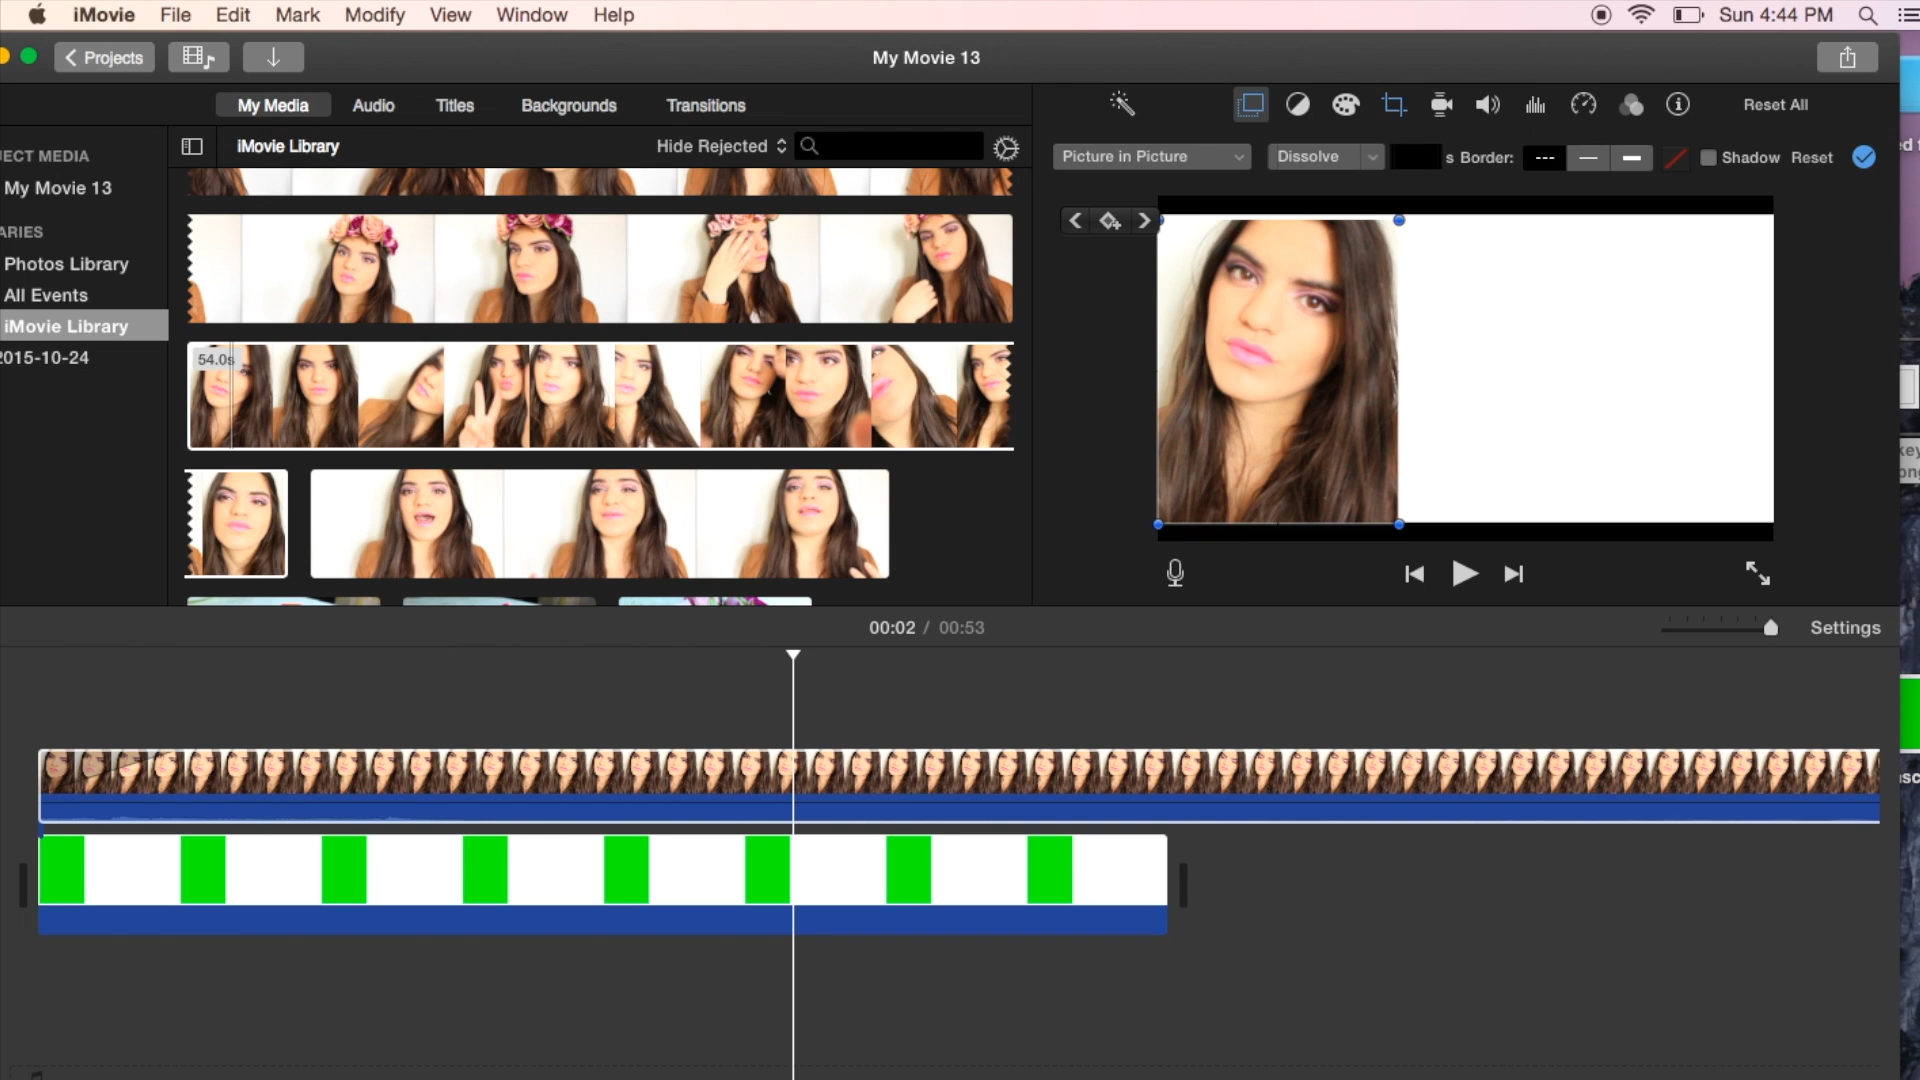 iMovie File Edit Mark Modify View Window Help Sun 4:44 PM
Projects My Movie 13
My Media Audio Titles Backgrounds Transitions Reset All
iMovie Library Hide Rejected
Picture in Picture Dissolve s Border: Shadow Reset
JECT MEDIA
My Movie 13
ARIES
Photos Library
All Events
iMovie Library
2015-10-24
54.0s
00:02 / 00:53 Settings